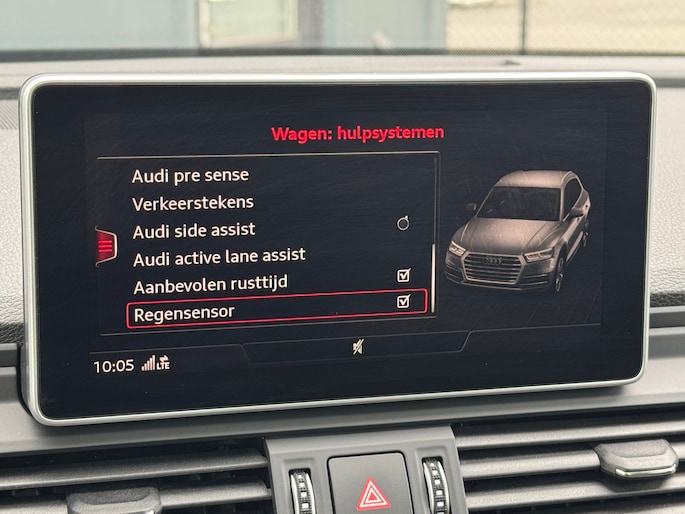 Wagen: hulpsystemen
Audi pre sense
Verkeerstekens
Audi side assist
Audi active lane assist
Aanbevolen rusttijd
Regensensor
10:05 LTE